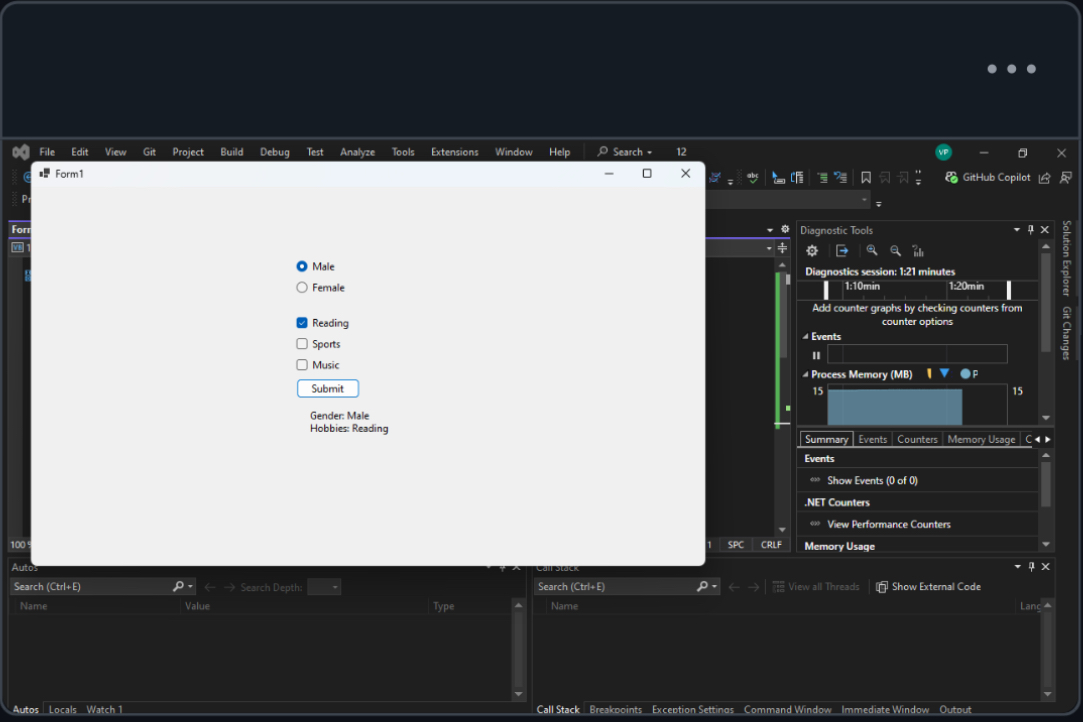 File Edit View Git Project Build Debug Test Analyze Tools Extensions Window Help Search 12 VP
Form1
GitHub Copilot
Male
Female
Reading
Sports
Music
Submit
Gender: Male
Hobbies: Reading
Diagnostic Tools
Diagnostics session: 1:21 minutes
1:10min 1:20min
Add counter graphs by checking counters from
counter options
Events
Process Memory (MB) P
15 15
Summary Events Counters Memory Usage C
Events
Show Events (0 of 0)
.NET Counters
View Performance Counters
Memory Usage
Solution Explorer
Git Changes
100 % 1 SPC CRLF
Autos
Search (Ctrl+E) Search Depth:
Name Value Type
Autos Locals Watch 1
Call Stack
Search (Ctrl+E) View all Threads Show External Code
Name Lang
Call Stack Breakpoints Exception Settings Command Window Immediate Window Output